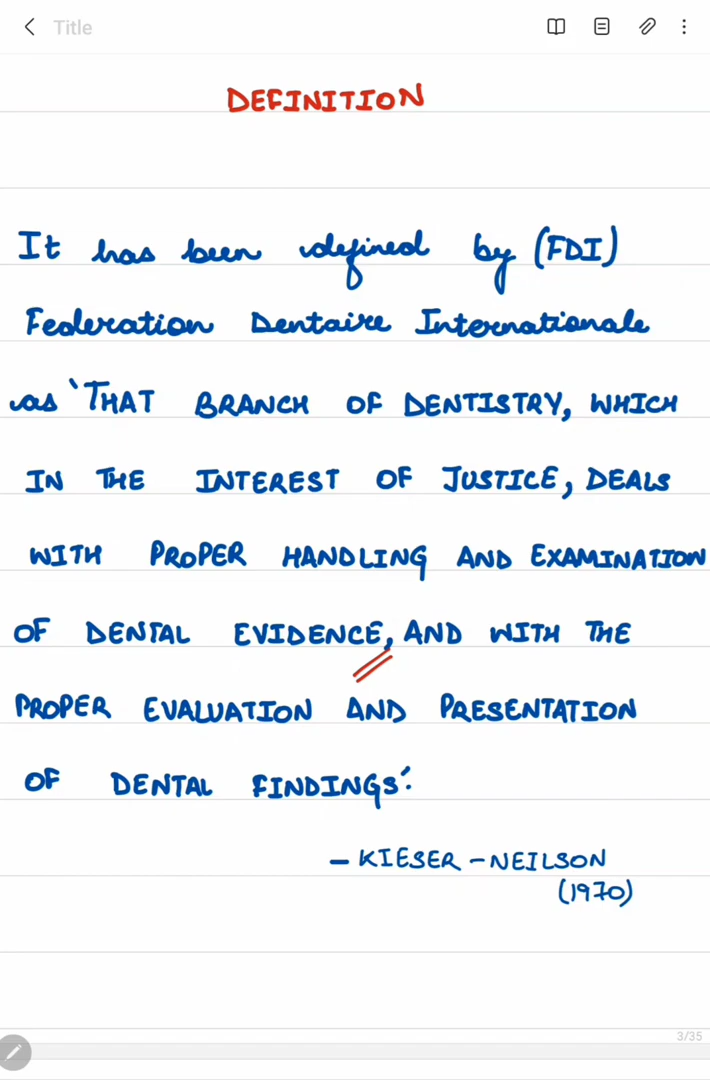 Title
DEFINITION
It has been defined by (FDI)
Federation Dentaire Internationale
as 'THAT BRANCH OF DENTISTRY, WHICH
IN THE INTEREST OF JUSTICE, DEALS
WITH PROPER HANDLING AND EXAMINATION
OF DENTAL EVIDENCE, AND WITH THE
PROPER EVALUATION AND PRESENTATION
OF DENTAL FINDINGS'.
– KIESER – NEILSON
(1970)
3/35